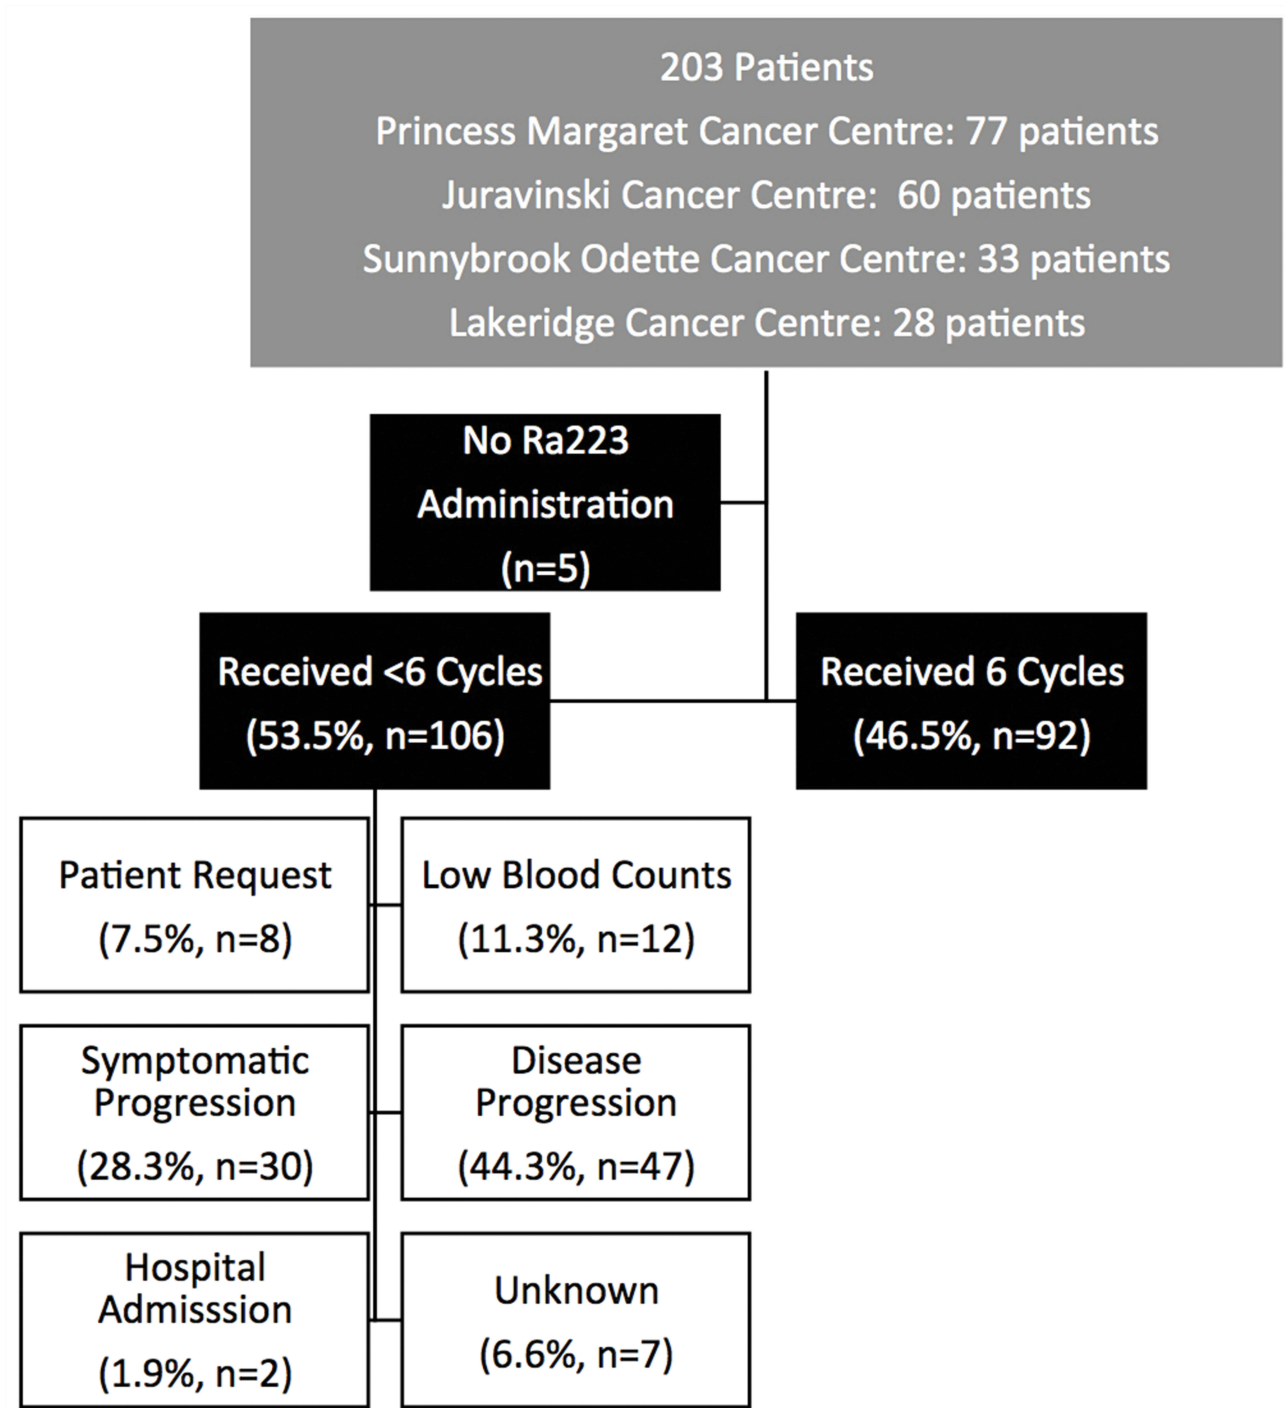 203 Patients
Princess Margaret Cancer Centre: 77 patients
Juravinski Cancer Centre:  60 patients
Sunnybrook Odette Cancer Centre: 33 patients
Lakeridge Cancer Centre: 28 patients
No Ra223
Administration
(n=5)
Received <6 Cycles
(53.5%, n=106)
Received 6 Cycles
(46.5%, n=92)
Patient Request
(7.5%, n=8)
Low Blood Counts
(11.3%, n=12)
Symptomatic
Progression
(28.3%, n=30)
Disease
Progression
(44.3%, n=47)
Hospital
Admisssion
(1.9%, n=2)
Unknown
(6.6%, n=7)